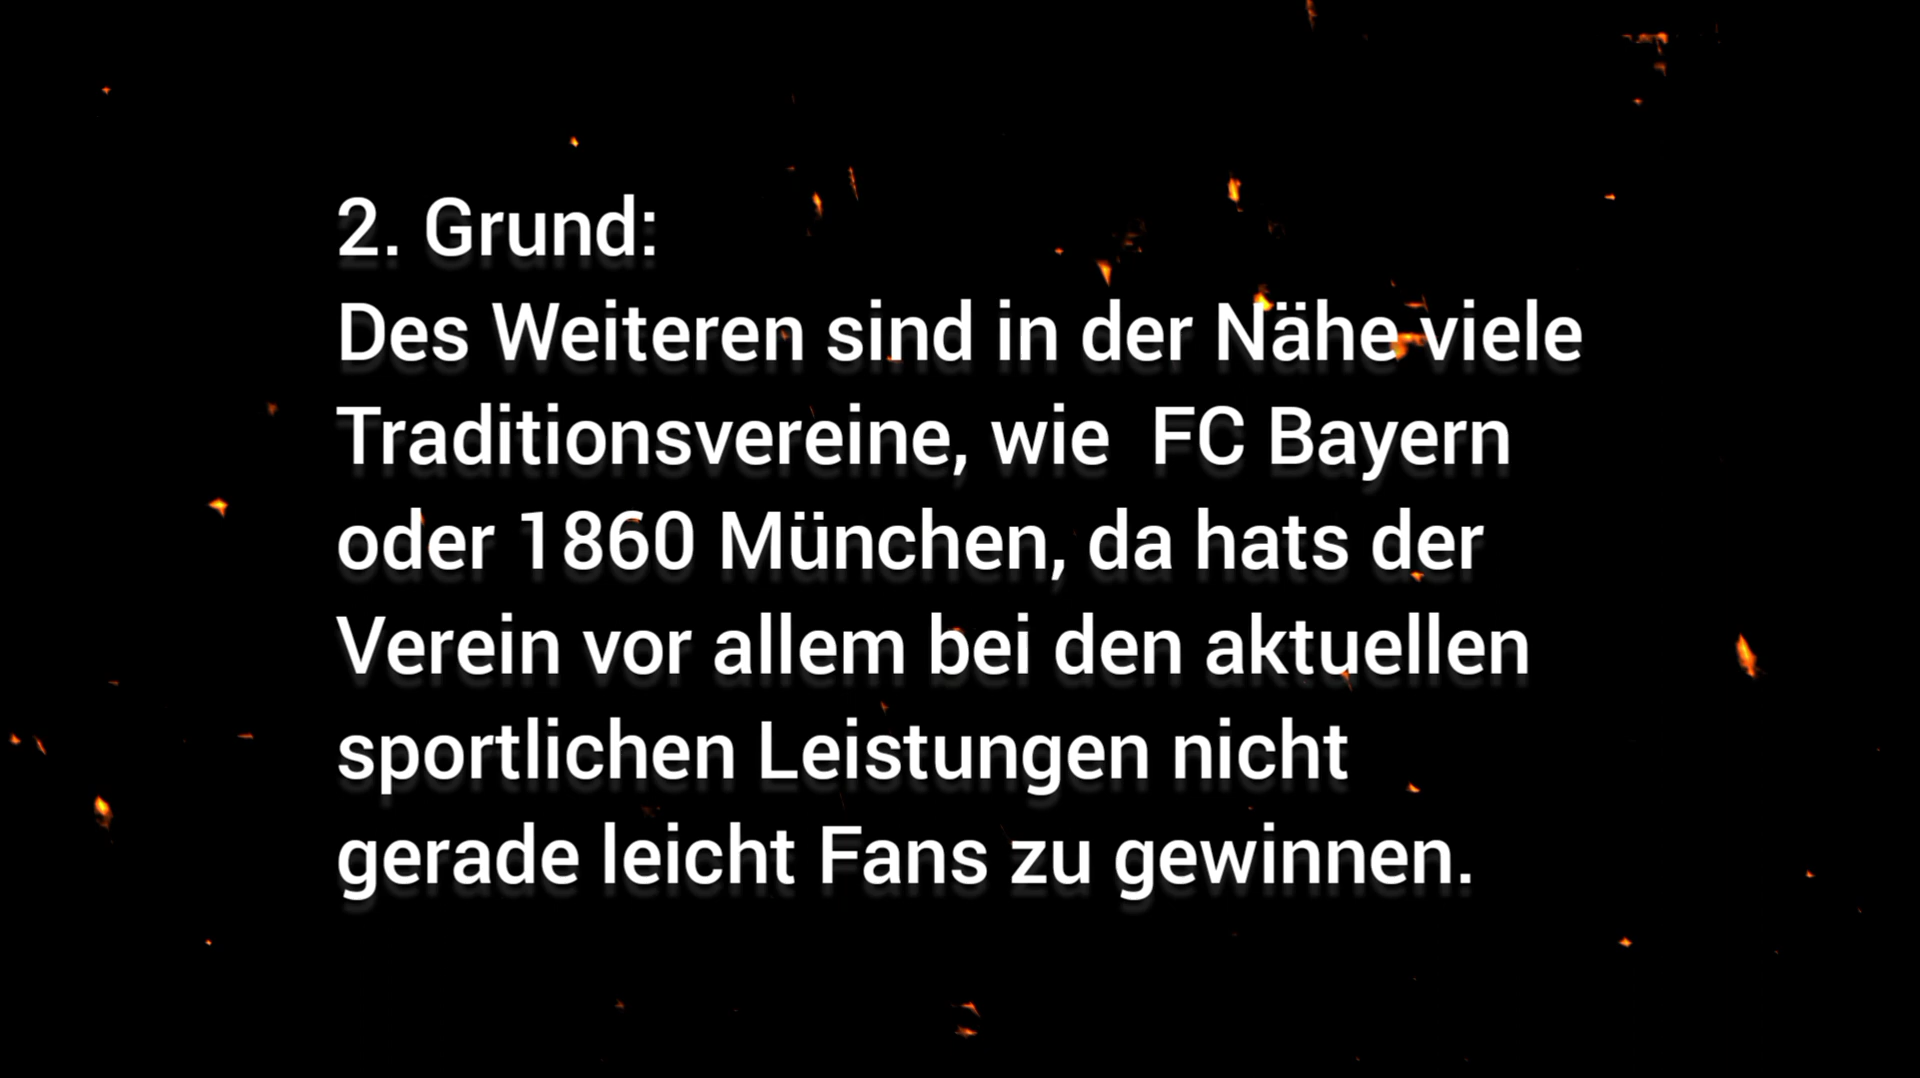 2. Grund:
Des Weiteren sind in der Nähe viele
Traditionsvereine, wie  FC Bayern
oder 1860 München, da hats der
Verein vor allem bei den aktuellen
sportlichen Leistungen nicht
gerade leicht Fans zu gewinnen.